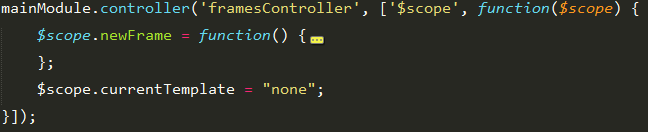 mainModule.controller('framesController', ['$scope', function($scope) {
    $scope.newFrame = function() {
    };
    $scope.currentTemplate = "none";
}]);